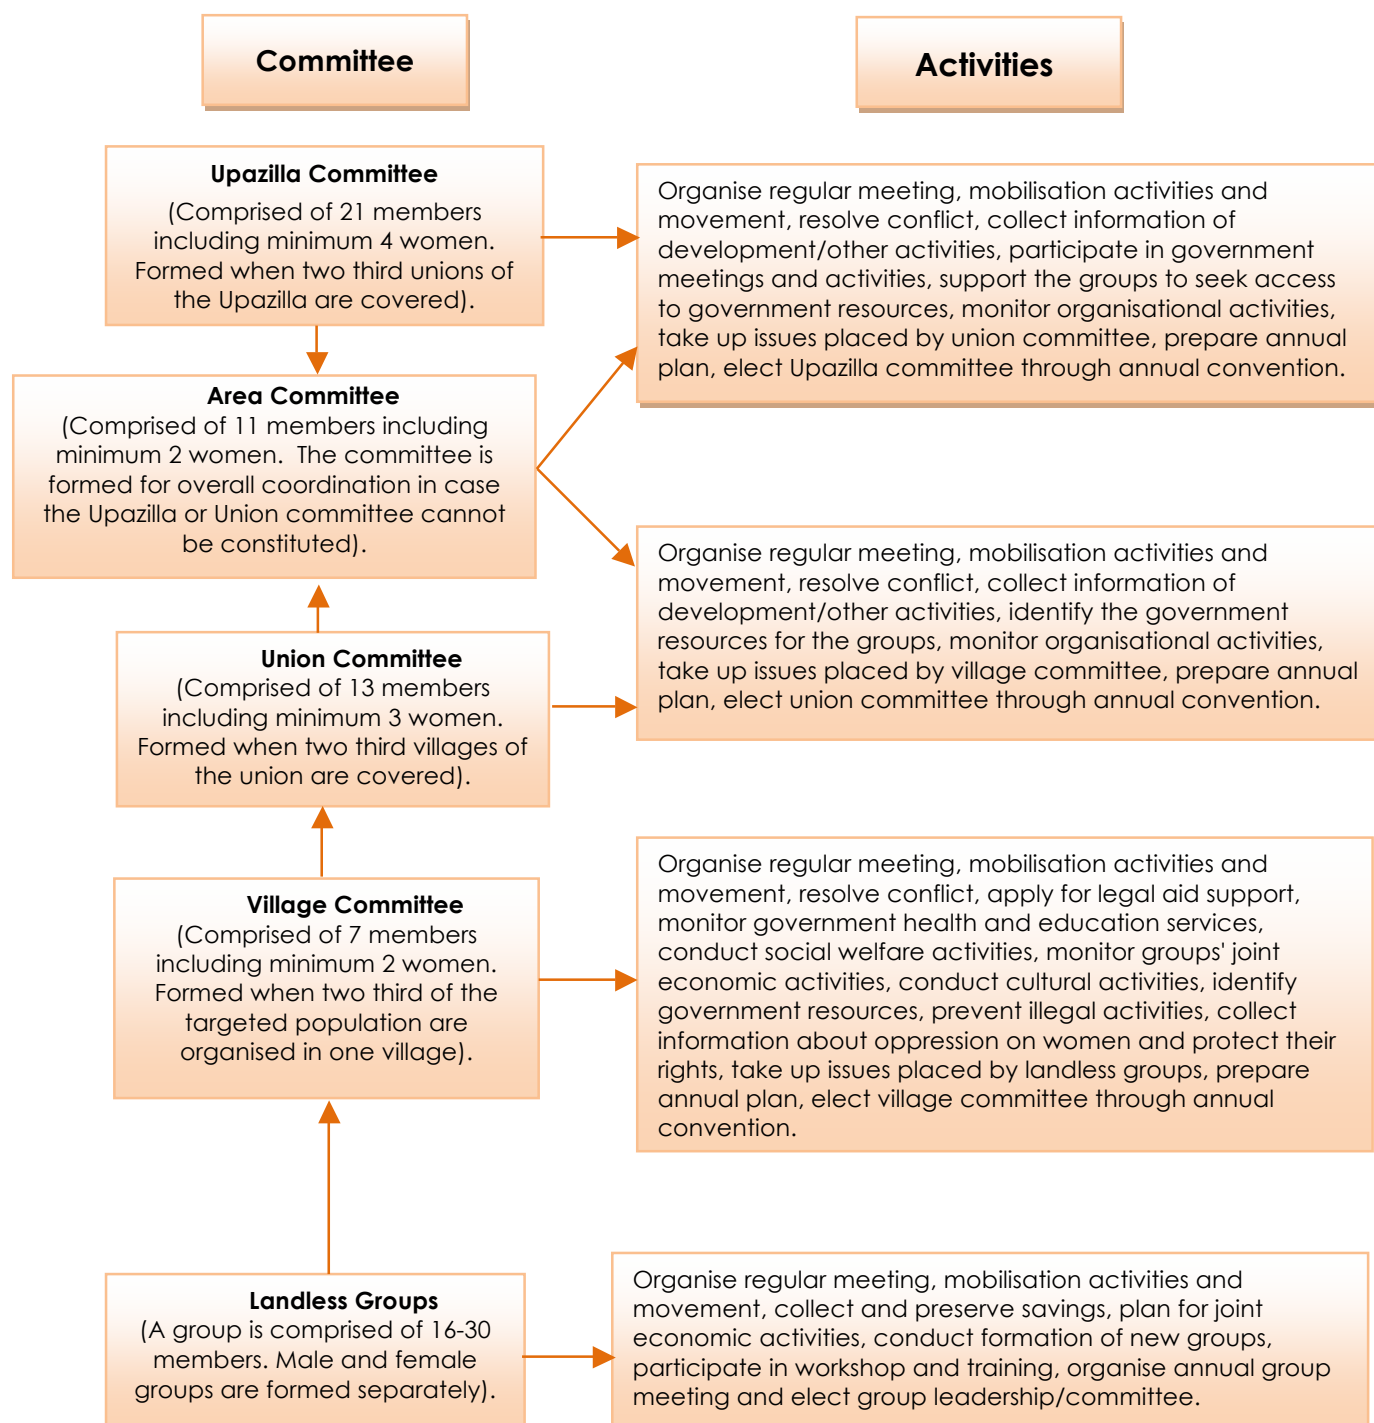 Committee
Activities
Upazilla Committee
(Comprised of 21 members
including minimum 4 women.
Formed when two third unions of
the Upazilla are covered).
Organise regular meeting, mobilisation activities and
movement, resolve conflict, collect information of
development/other activities, participate in government
meetings and activities, support the groups to seek access
to government resources, monitor organisational activities,
take up issues placed by union committee, prepare annual
plan, elect Upazilla committee through annual convention.
Area Committee
(Comprised of 11 members including
minimum 2 women. The committee is
formed for overall coordination in case
the Upazilla or Union committee cannot
be constituted).
Organise regular meeting, mobilisation activities and
movement, resolve conflict, collect information of
development/other activities, identify the government
resources for the groups, monitor organisational activities,
take up issues placed by village committee, prepare annual
plan, elect union committee through annual convention.
Union Committee
(Comprised of 13 members
including minimum 3 women.
Formed when two third villages of
the union are covered).
Village Committee
(Comprised of 7 members
including minimum 2 women.
Formed when two third of the
targeted population are
organised in one village).
Organise regular meeting, mobilisation activities and
movement, resolve conflict, apply for legal aid support,
monitor government health and education services,
conduct social welfare activities, monitor groups' joint
economic activities, conduct cultural activities, identify
government resources, prevent illegal activities, collect
information about oppression on women and protect their
rights, take up issues placed by landless groups, prepare
annual plan, elect village committee through annual
convention.
Landless Groups
(A group is comprised of 16-30
members. Male and female
groups are formed separately).
Organise regular meeting, mobilisation activities and
movement, collect and preserve savings, plan for joint
economic activities, conduct formation of new groups,
participate in workshop and training, organise annual group
meeting and elect group leadership/committee.